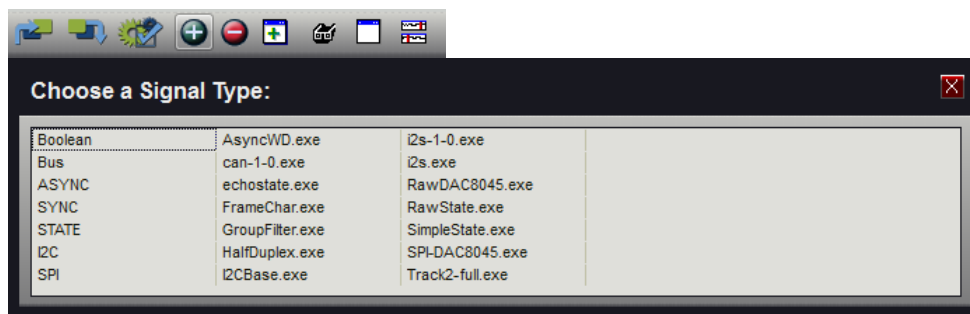 Choose a Signal Type:
Boolean AsyncWD.exe i2s-1-0.exe
Bus can-1-0.exe i2s.exe
ASYNC echostate.exe RawDAC8045.exe
SYNC FrameChar.exe RawState.exe
STATE GroupFilter.exe SimpleState.exe
I2C HalfDuplex.exe SPI-DAC8045.exe
SPI I2CBase.exe Track2-full.exe